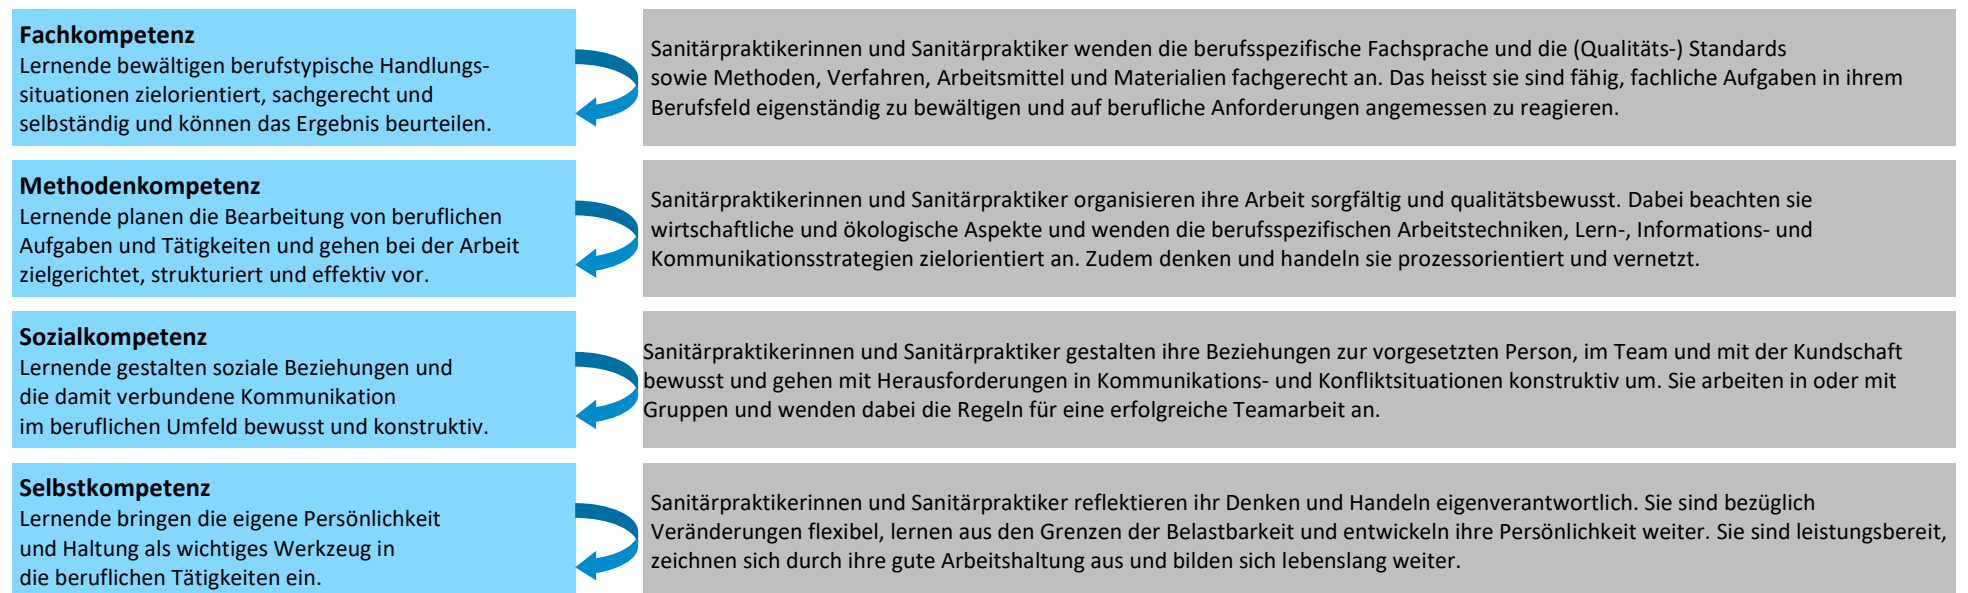 Fachkompetenz
Lernende bewältigen berufstypische Handlungs-
situationen zielorientiert, sachgerecht und
selbständig und können das Ergebnis beurteilen.
Sanitärpraktikerinnen und Sanitärpraktiker wenden die berufsspezifische Fachsprache und die (Qualitäts-) Standards
sowie Methoden, Verfahren, Arbeitsmittel und Materialien fachgerecht an. Das heisst sie sind fähig, fachliche Aufgaben in ihrem
Berufsfeld eigenständig zu bewältigen und auf berufliche Anforderungen angemessen zu reagieren.
Methodenkompetenz
Lernende planen die Bearbeitung von beruflichen
Aufgaben und Tätigkeiten und gehen bei der Arbeit
zielgerichtet, strukturiert und effektiv vor.
Sanitärpraktikerinnen und Sanitärpraktiker organisieren ihre Arbeit sorgfältig und qualitätsbewusst. Dabei beachten sie
wirtschaftliche und ökologische Aspekte und wenden die berufsspezifischen Arbeitstechniken, Lern-, Informations- und
Kommunikationsstrategien zielorientiert an. Zudem denken und handeln sie prozessorientiert und vernetzt.
Sozialkompetenz
Lernende gestalten soziale Beziehungen und
die damit verbundene Kommunikation
im beruflichen Umfeld bewusst und konstruktiv.
Sanitärpraktikerinnen und Sanitärpraktiker gestalten ihre Beziehungen zur vorgesetzten Person, im Team und mit der Kundschaft
bewusst und gehen mit Herausforderungen in Kommunikations- und Konfliktsituationen konstruktiv um. Sie arbeiten in oder mit
Gruppen und wenden dabei die Regeln für eine erfolgreiche Teamarbeit an.
Selbstkompetenz
Lernende bringen die eigene Persönlichkeit
und Haltung als wichtiges Werkzeug in
die beruflichen Tätigkeiten ein.
Sanitärpraktikerinnen und Sanitärpraktiker reflektieren ihr Denken und Handeln eigenverantwortlich. Sie sind bezüglich
Veränderungen flexibel, lernen aus den Grenzen der Belastbarkeit und entwickeln ihre Persönlichkeit weiter. Sie sind leistungsbereit,
zeichnen sich durch ihre gute Arbeitshaltung aus und bilden sich lebenslang weiter.